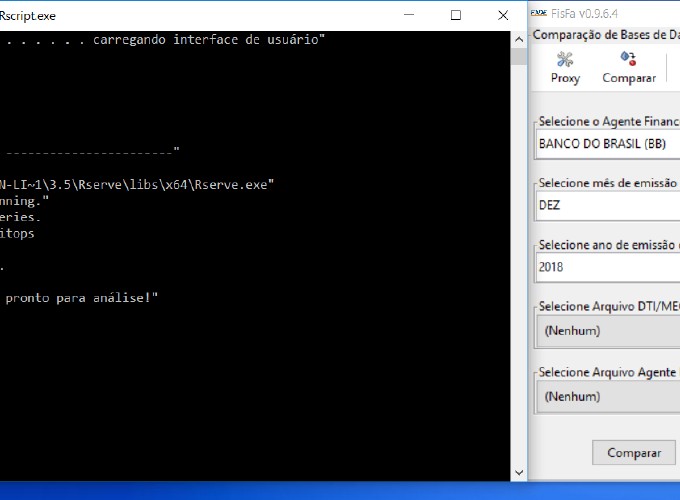 Rscript.exe
. . . . . . carregando interface de usuário"
----------------------"
N-LI~1\3.5\Rserve\libs\x64\Rserve.exe"
nning."
eries.
itops
.
pronto para análise!"
FNDE FisFa v0.9.6.4
Comparação de Bases de Da
Proxy Comparar
Selecione o Agente Finance
BANCO DO BRASIL (BB)
Selecione mês de emissão
DEZ
Selecione ano de emissão
2018
Selecione Arquivo DTI/MEC
(Nenhum)
Selecione Arquivo Agente
(Nenhum)
Comparar